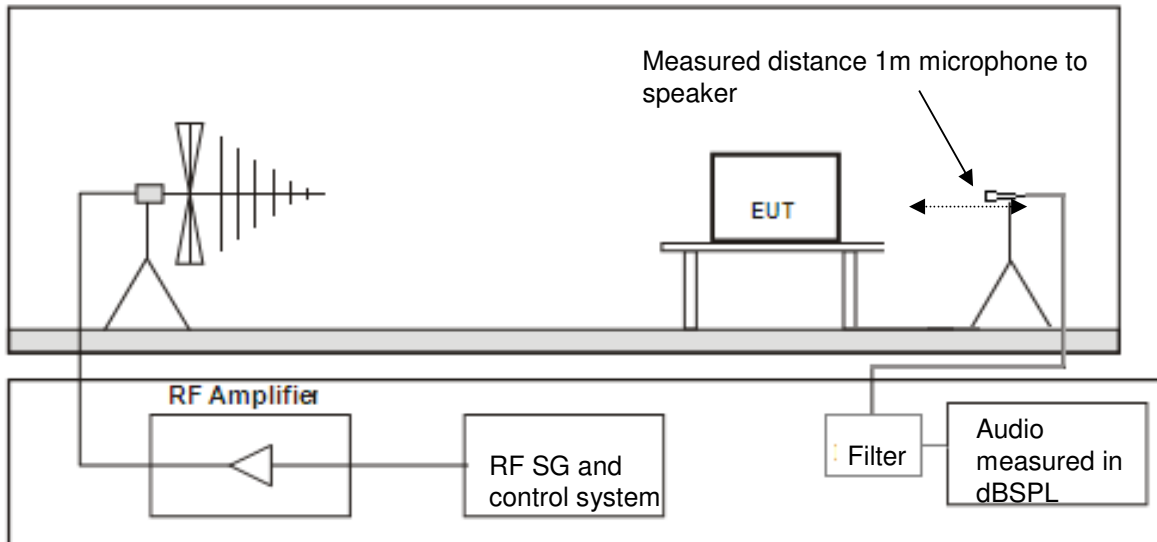 Measured distance 1m microphone to
speaker
EUT
RF Amplifier
RF SG and
control system
Filter
Audio
measured in
dBSPL